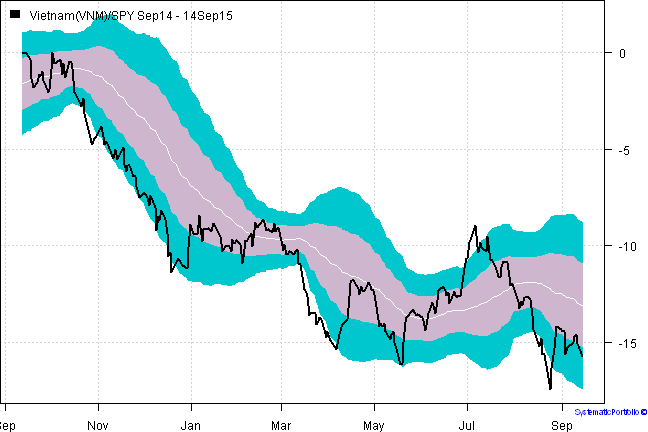 Vietnam(VNM)/SPY Sep14 - 14Sep15
0
-5
-10
-15
Sep Nov Jan Mar May Jul Sep
SystematicPortfolio ©